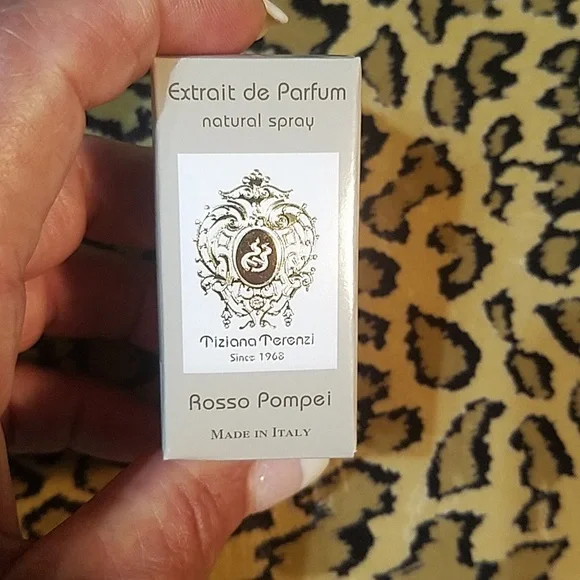 Extrait de Parfum
natural spray
Tiziana Terenzi
Since 1968
Rosso Pompei
MADE IN ITALY